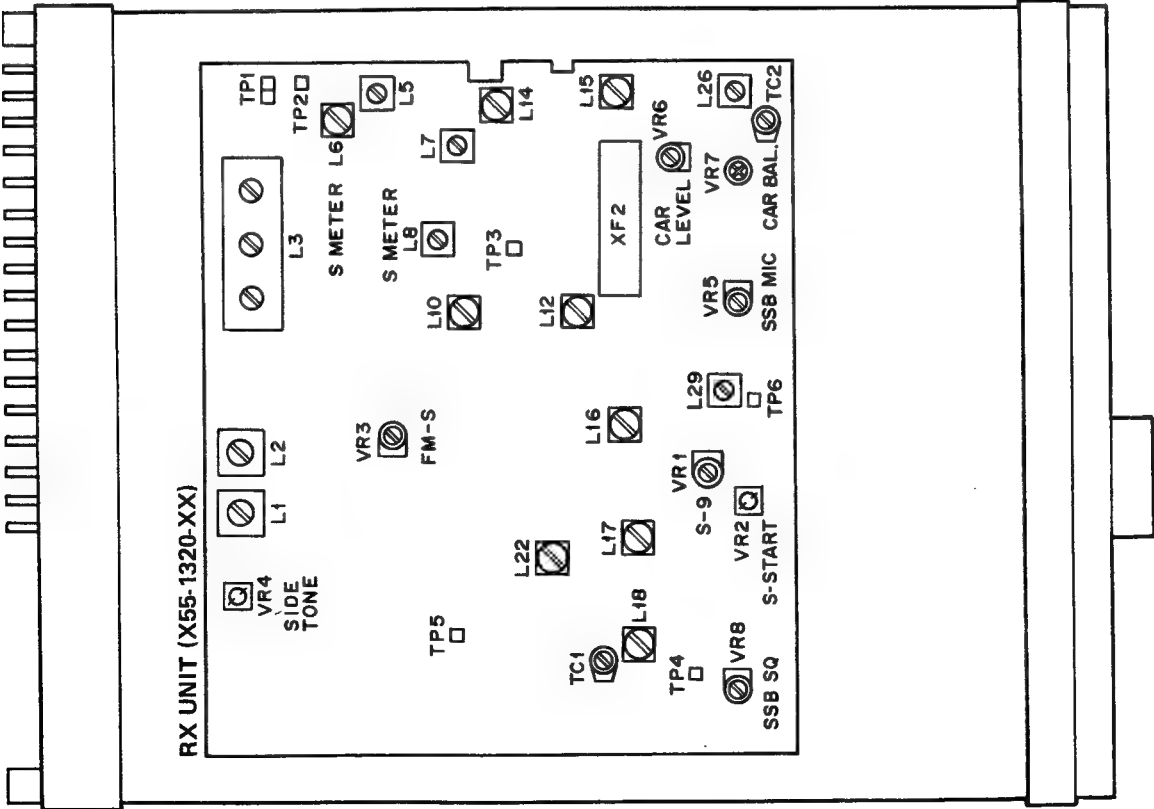 RX UNIT (X55-1320-XX)
VR4
SIDE
TONE
L1
L2
L3
TP1
TP2
S METER L6
L5
VR3
FM-S
S METER
L8
L7
L14
TP5
L10
TP3
L22
L12
L15
TC1
L18
L17
L16
XF2
CAR
LEVEL
VR6
TP4
S-9
VR1
L29
L26
SSB SQ
VR8
S-START
VR2
TP6
SSB MIC
VR5
CAR BAL.
VR7
TC2